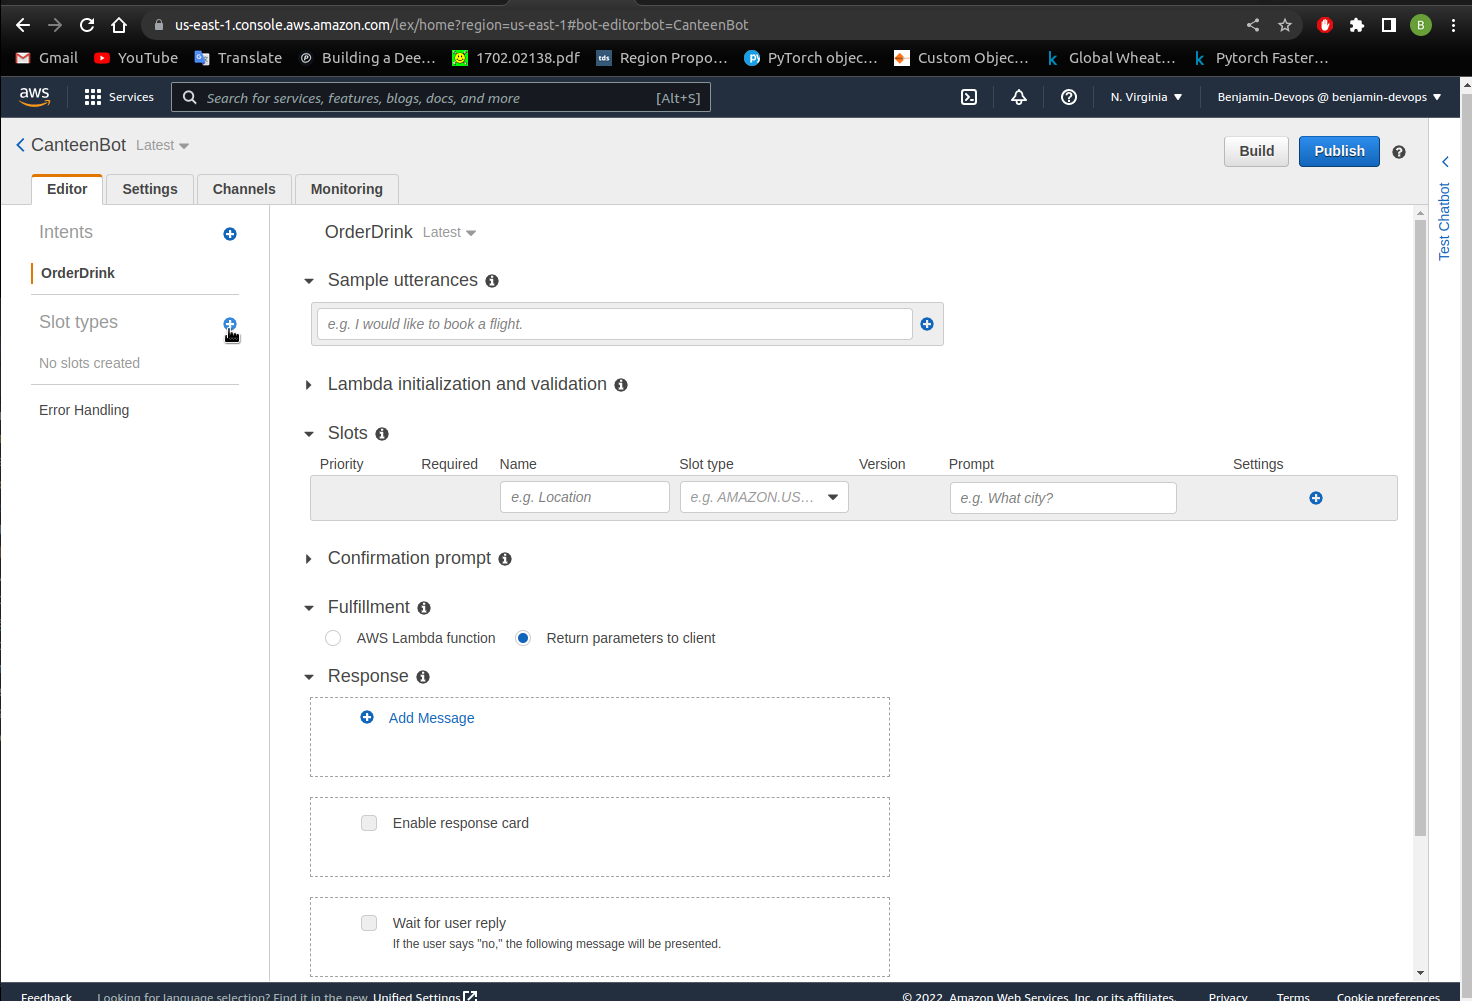 us-east-1.console.aws.amazon.com/lex/home?region=us-east-1#bot-editor:bot=CanteenBot
B
Gmail YouTube Translate Building a Dee… 1702.02138.pdf tds Region Propo… PyTorch objec… Custom Objec… k Global Wheat… k Pytorch Faster…
aws Services Search for services, features, blogs, docs, and more [Alt+S] N. Virginia Benjamin-Devops @ benjamin-devops
CanteenBot Latest Build Publish
Editor Settings Channels Monitoring
Test Chatbot
Intents
OrderDrink
Slot types
No slots created
Error Handling
OrderDrink Latest
Sample utterances
e.g. I would like to book a flight.
Lambda initialization and validation
Slots
Priority Required Name Slot type Version Prompt Settings
e.g. Location e.g. AMAZON.US... e.g. What city?
Confirmation prompt
Fulfillment
AWS Lambda function Return parameters to client
Response
Add Message
Enable response card
Wait for user reply
If the user says "no," the following message will be presented.
Feedback Looking for language selection? Find it in the new Unified Settings © 2022, Amazon Web Services, Inc. or its affiliates. Privacy Terms Cookie preferences